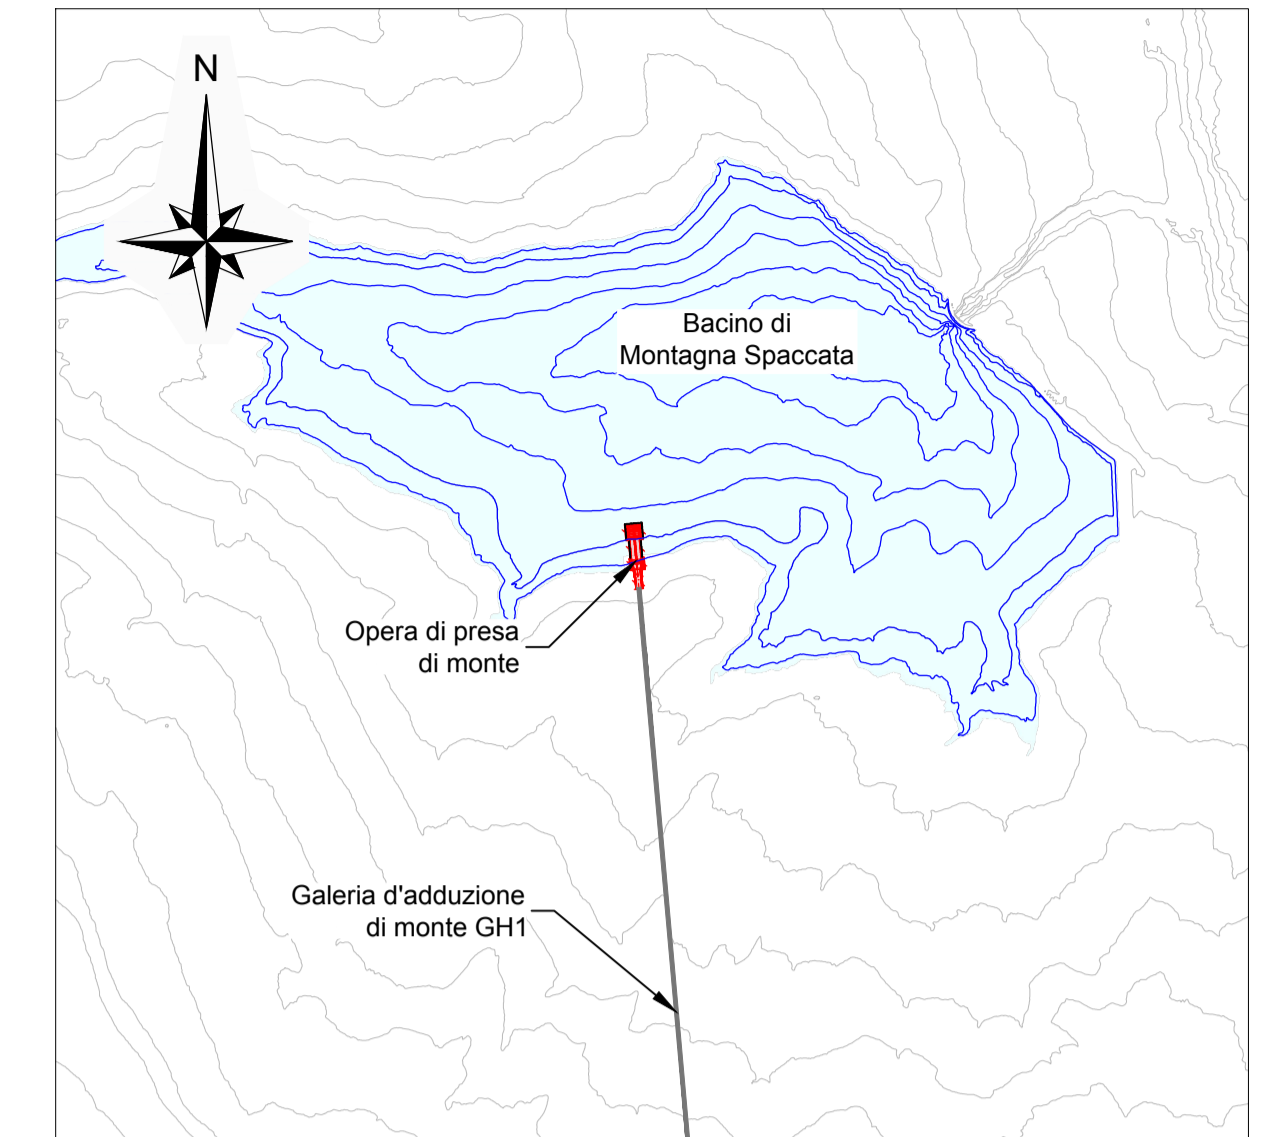 N
Bacino di
Montagna Spaccata
Opera di presa
di monte
Galeria d'adduzione
di monte GH1